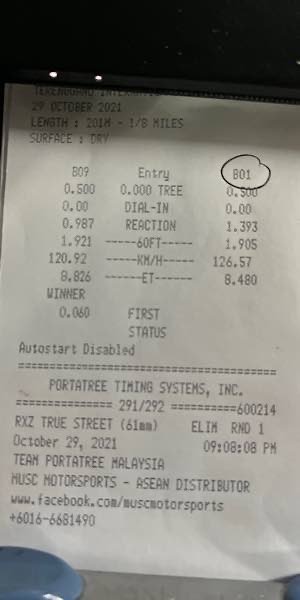 TERENGGANU INTERNATIO
29 OCTOBER 2021
LENGTH : 201M - 1/8 MILES
SURFACE : DRY
B09 Entry B01
0.500 0.000 TREE 0.500
0.00 DIAL-IN 0.00
0.987 REACTION 1.393
1.921 -----60FT----- 1.905
120.92 -----KM/H----- 126.57
8.826 ------ET------ 8.480
WINNER
0.060 FIRST
STATUS
Autostart Disabled
========================================
PORTATREE TIMING SYSTEMS, INC.
============== 291/292 ==========600214
RXZ TRUE STREET (61mm) ELIM RND 1
October 29, 2021 09:08:08 PM
TEAM PORTATREE MALAYSIA
MUSC MOTORSPORTS - ASEAN DISTRIBUTOR
www.facebook.com/muscmotorsports
+6016-6681490